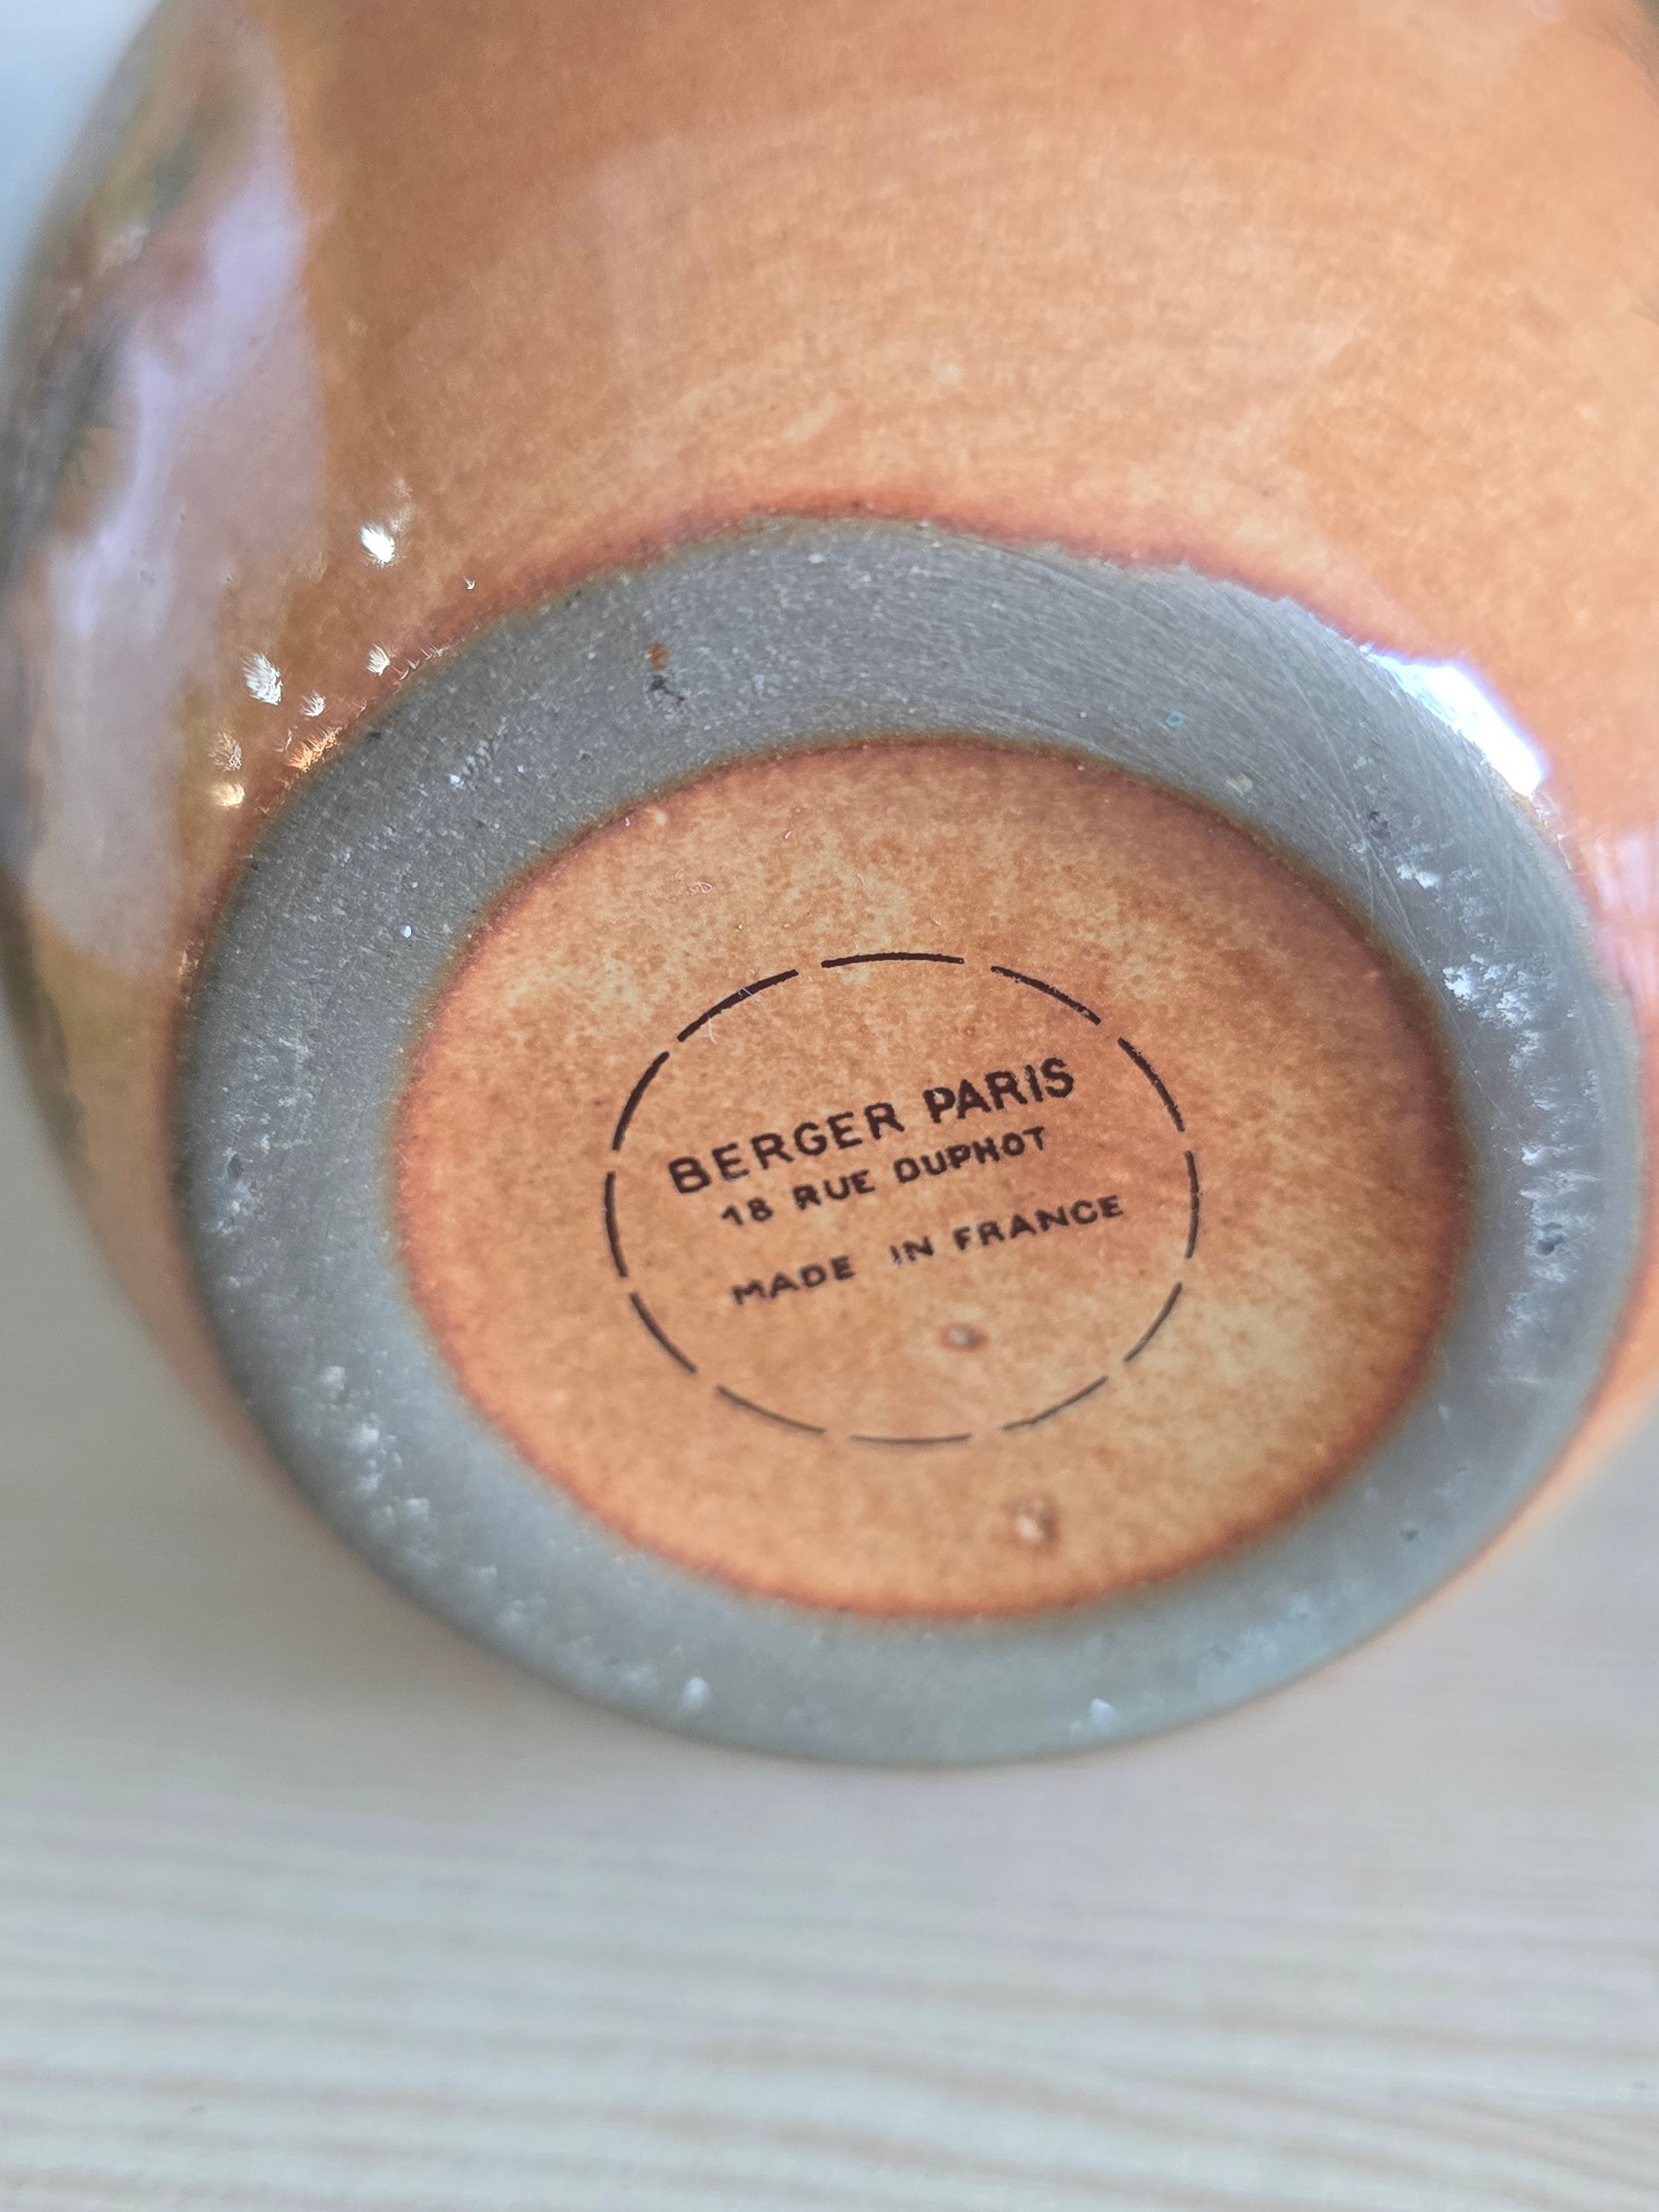 BERGER PARIS
18 RUE DUPHOT
MADE IN FRANCE